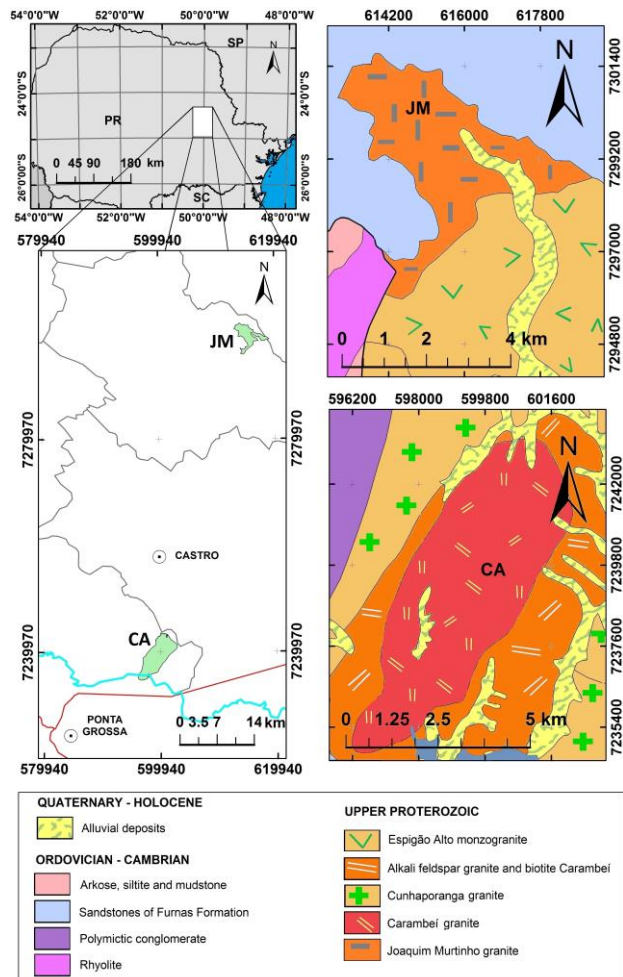 54°0'0"S 52°0'0"S 50°0'0"S 48°0'0"S
SP
N
24°0'0"S
PR
0 45 90 180 km
26°0'0"S
SC
54°0'0"W 52°0'0"W 50°0'0"W 48°0'0"W
579940 599940 619940
N
JM
7279970
7279970
CASTRO
CA
7239970
7239970
PONTA
GROSSA
0 3.5 7 14 km
579940 599940 619940
614200 616000 617800
N
JM
7301400
7299200
7297000
7294800
0 1 2 4 km
596200 598000 599800 601600
N
CA
7242000
7239800
7237600
7235400
0 1.25 2.5 5 km
QUATERNARY - HOLOCENE
Alluvial deposits
ORDOVICIAN - CAMBRIAN
Arkose, siltite and mudstone
Sandstones of Furnas Formation
Polymictic conglomerate
Rhyolite
UPPER PROTEROZOIC
Espigão Alto monzogranite
Alkali feldspar granite and biotite Carambeí
Cunhaporanga granite
Carambeí granite
Joaquim Murtinho granite